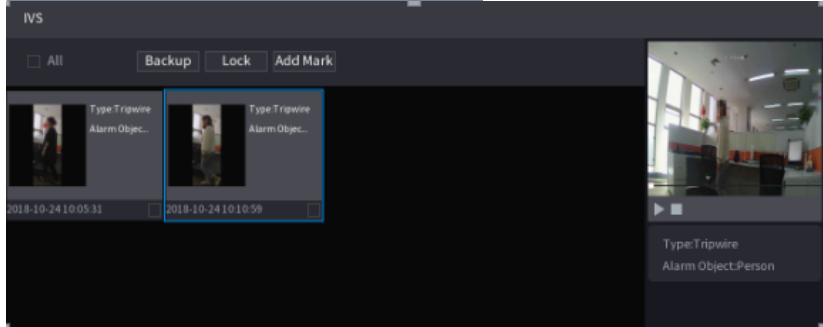 IVS
All
Backup
Lock
Add Mark
Type:Tripwire
Alarm Objec...
2018-10-24 10:05:31
Type:Tripwire
Alarm Objec...
2018-10-24 10:10:59
Type:Tripwire
Alarm Object:Person